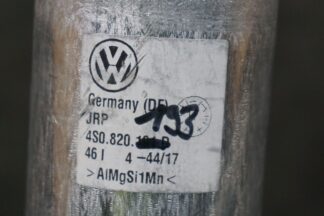 Germany (DE)
JRP
193
4S0.820.
46 I 4 -44/17
>AlMgSi1Mn<